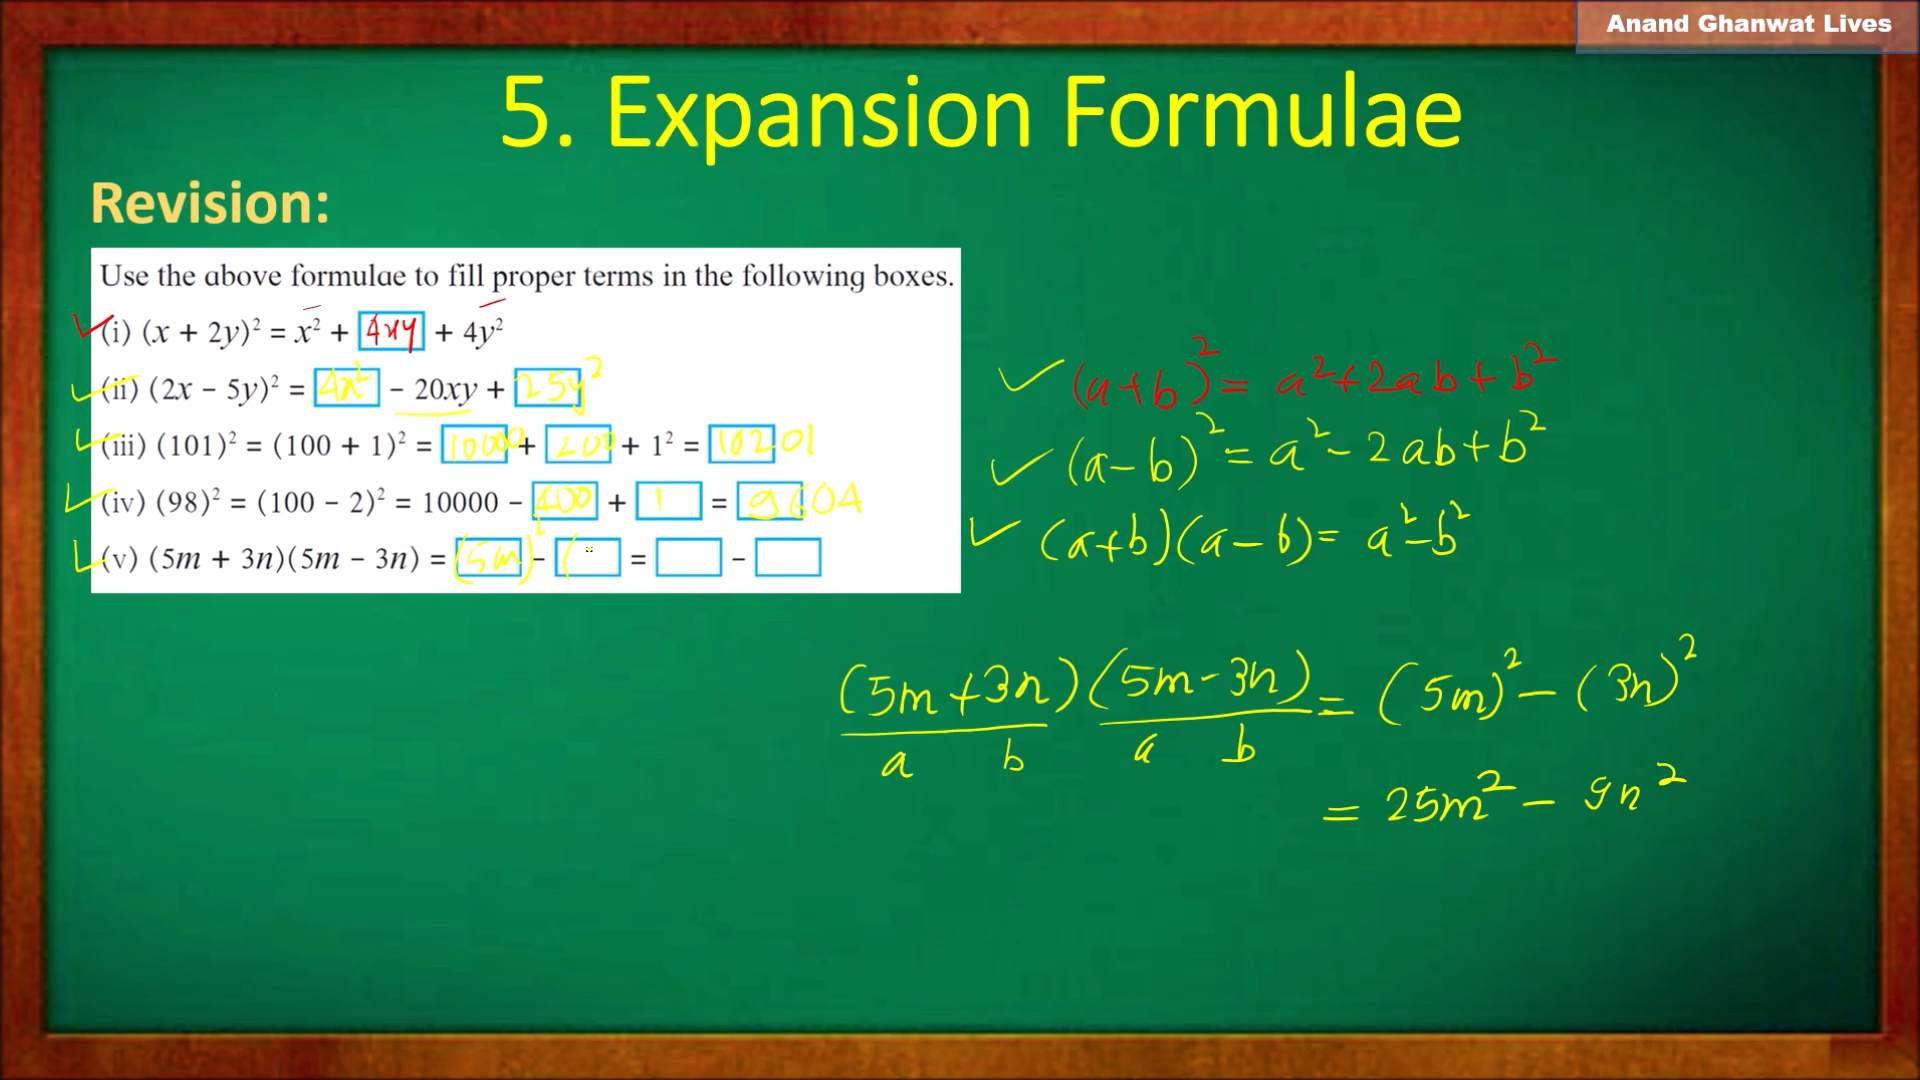 Anand Ghanwat Lives
5. Expansion Formulae
Revision:
Use the above formulae to fill proper terms in the following boxes.
✓ (i) (x + 2y)² = x² + 4xy + 4y²
✓ (ii) (2x − 5y)² = 4x² − 20xy + 25y²
✓ (iii) (101)² = (100 + 1)² = 10000 + 200 + 1² = 10201
✓ (iv) (98)² = (100 − 2)² = 10000 − 400 + 1 = 9604
✓ (v) (5m + 3n)(5m − 3n) = (5m)² − ( = −
✓ (a+b)² = a²+2ab+b²
✓ (a−b)² = a²−2ab+b²
✓ (a+b)(a−b) = a²−b²
(5m+3n)(5m−3n) = (5m)² − (3n)²
a b a b
= 25m² − 9n²